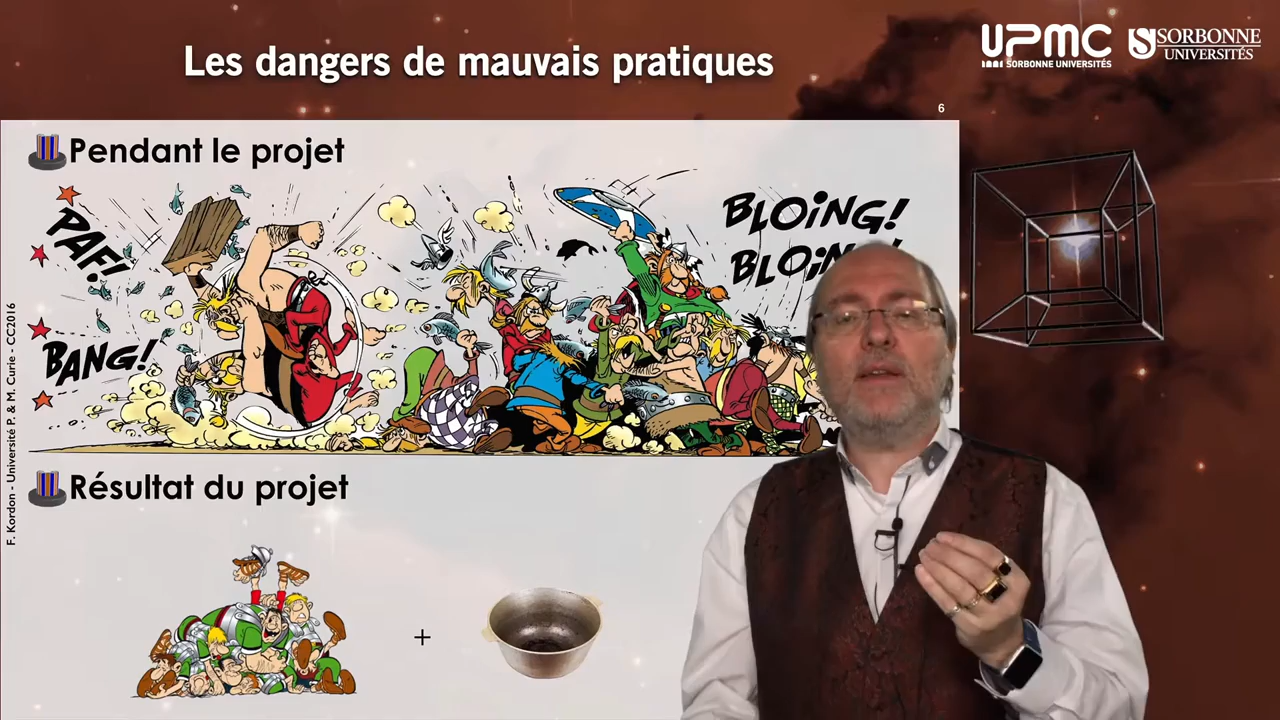 Les dangers de mauvais pratiques
UPMC
SORBONNE UNIVERSITÉS
SORBONNE
UNIVERSITÉS
6
Pendant le projet
PAF!
BANG!
BLOING!
Résultat du projet
+
F. Kordon - Université P. & M. Curie - CC2016